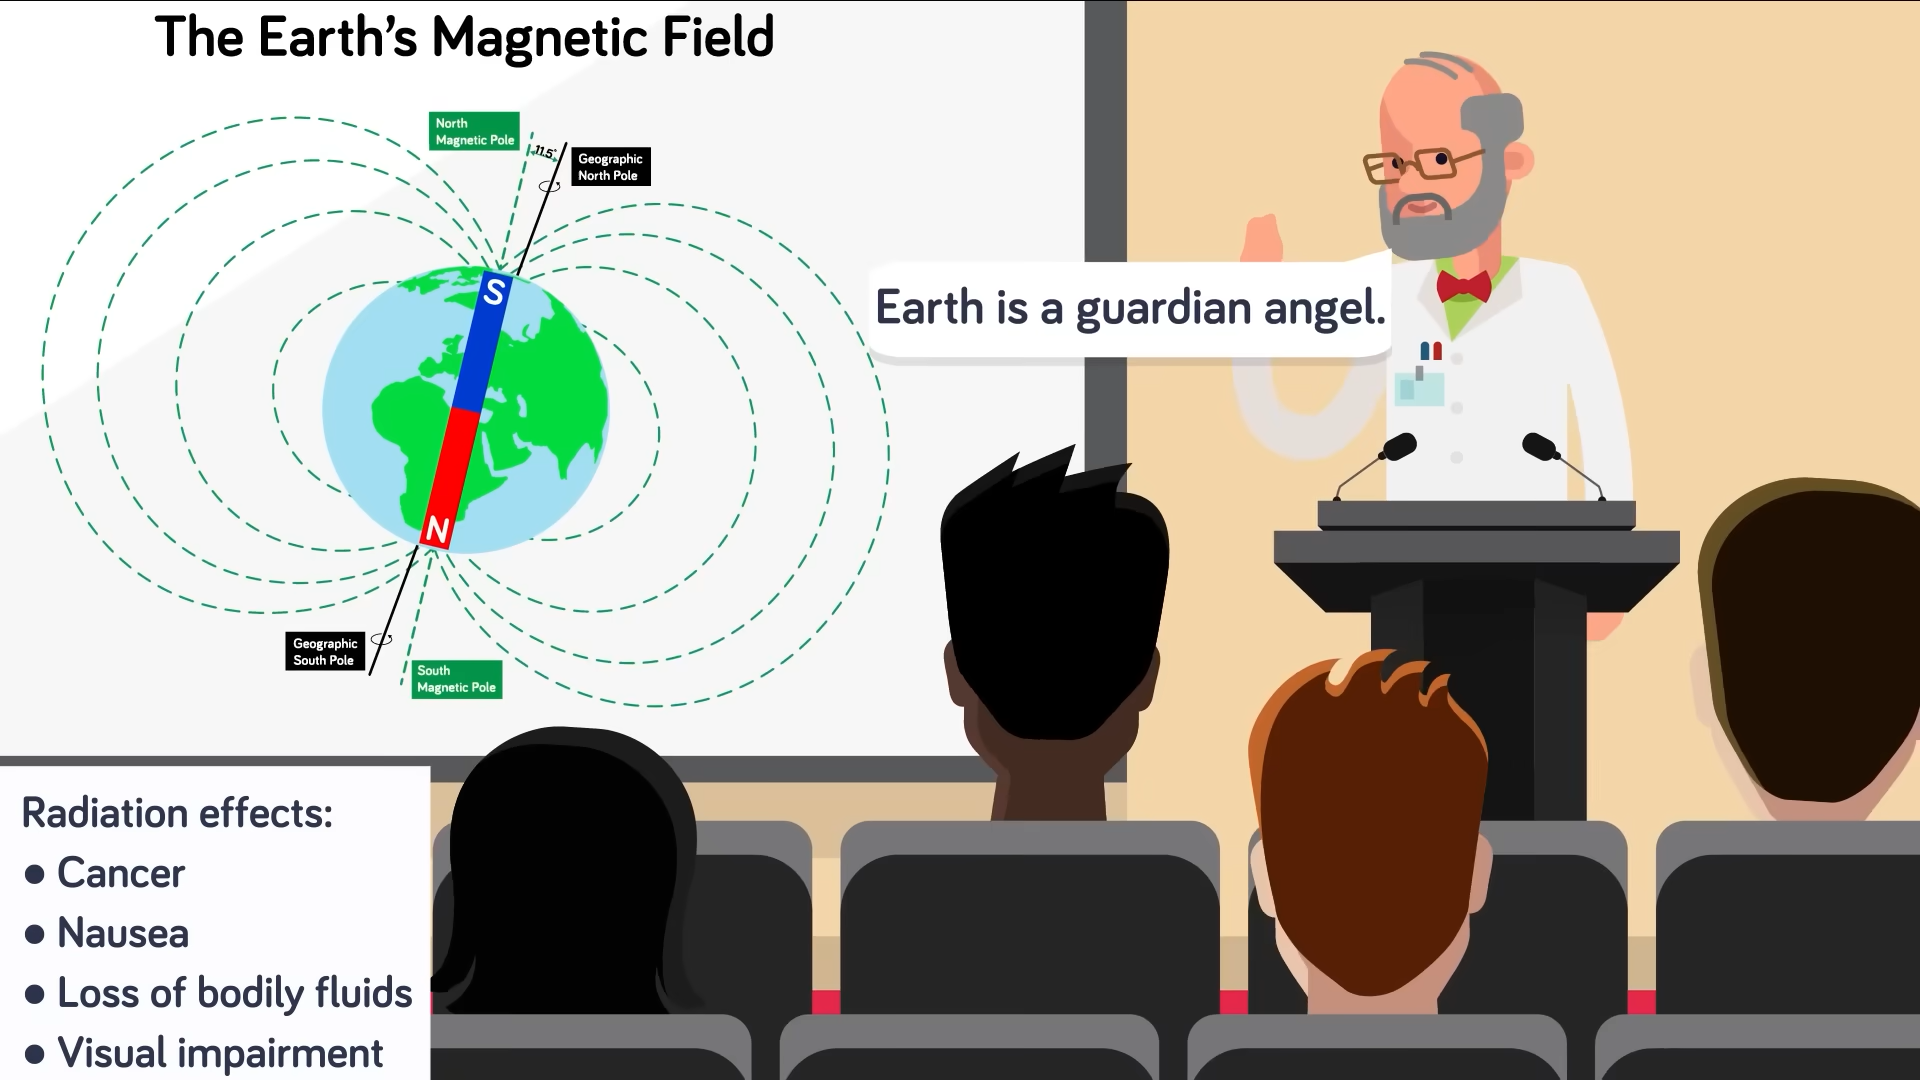 The Earth’s Magnetic Field
North
Magnetic Pole
11.5°
Geographic
North Pole
S
Earth is a guardian angel.
N
Geographic
South Pole
South
Magnetic Pole
Radiation effects:
● Cancer
● Nausea
● Loss of bodily fluids
● Visual impairment